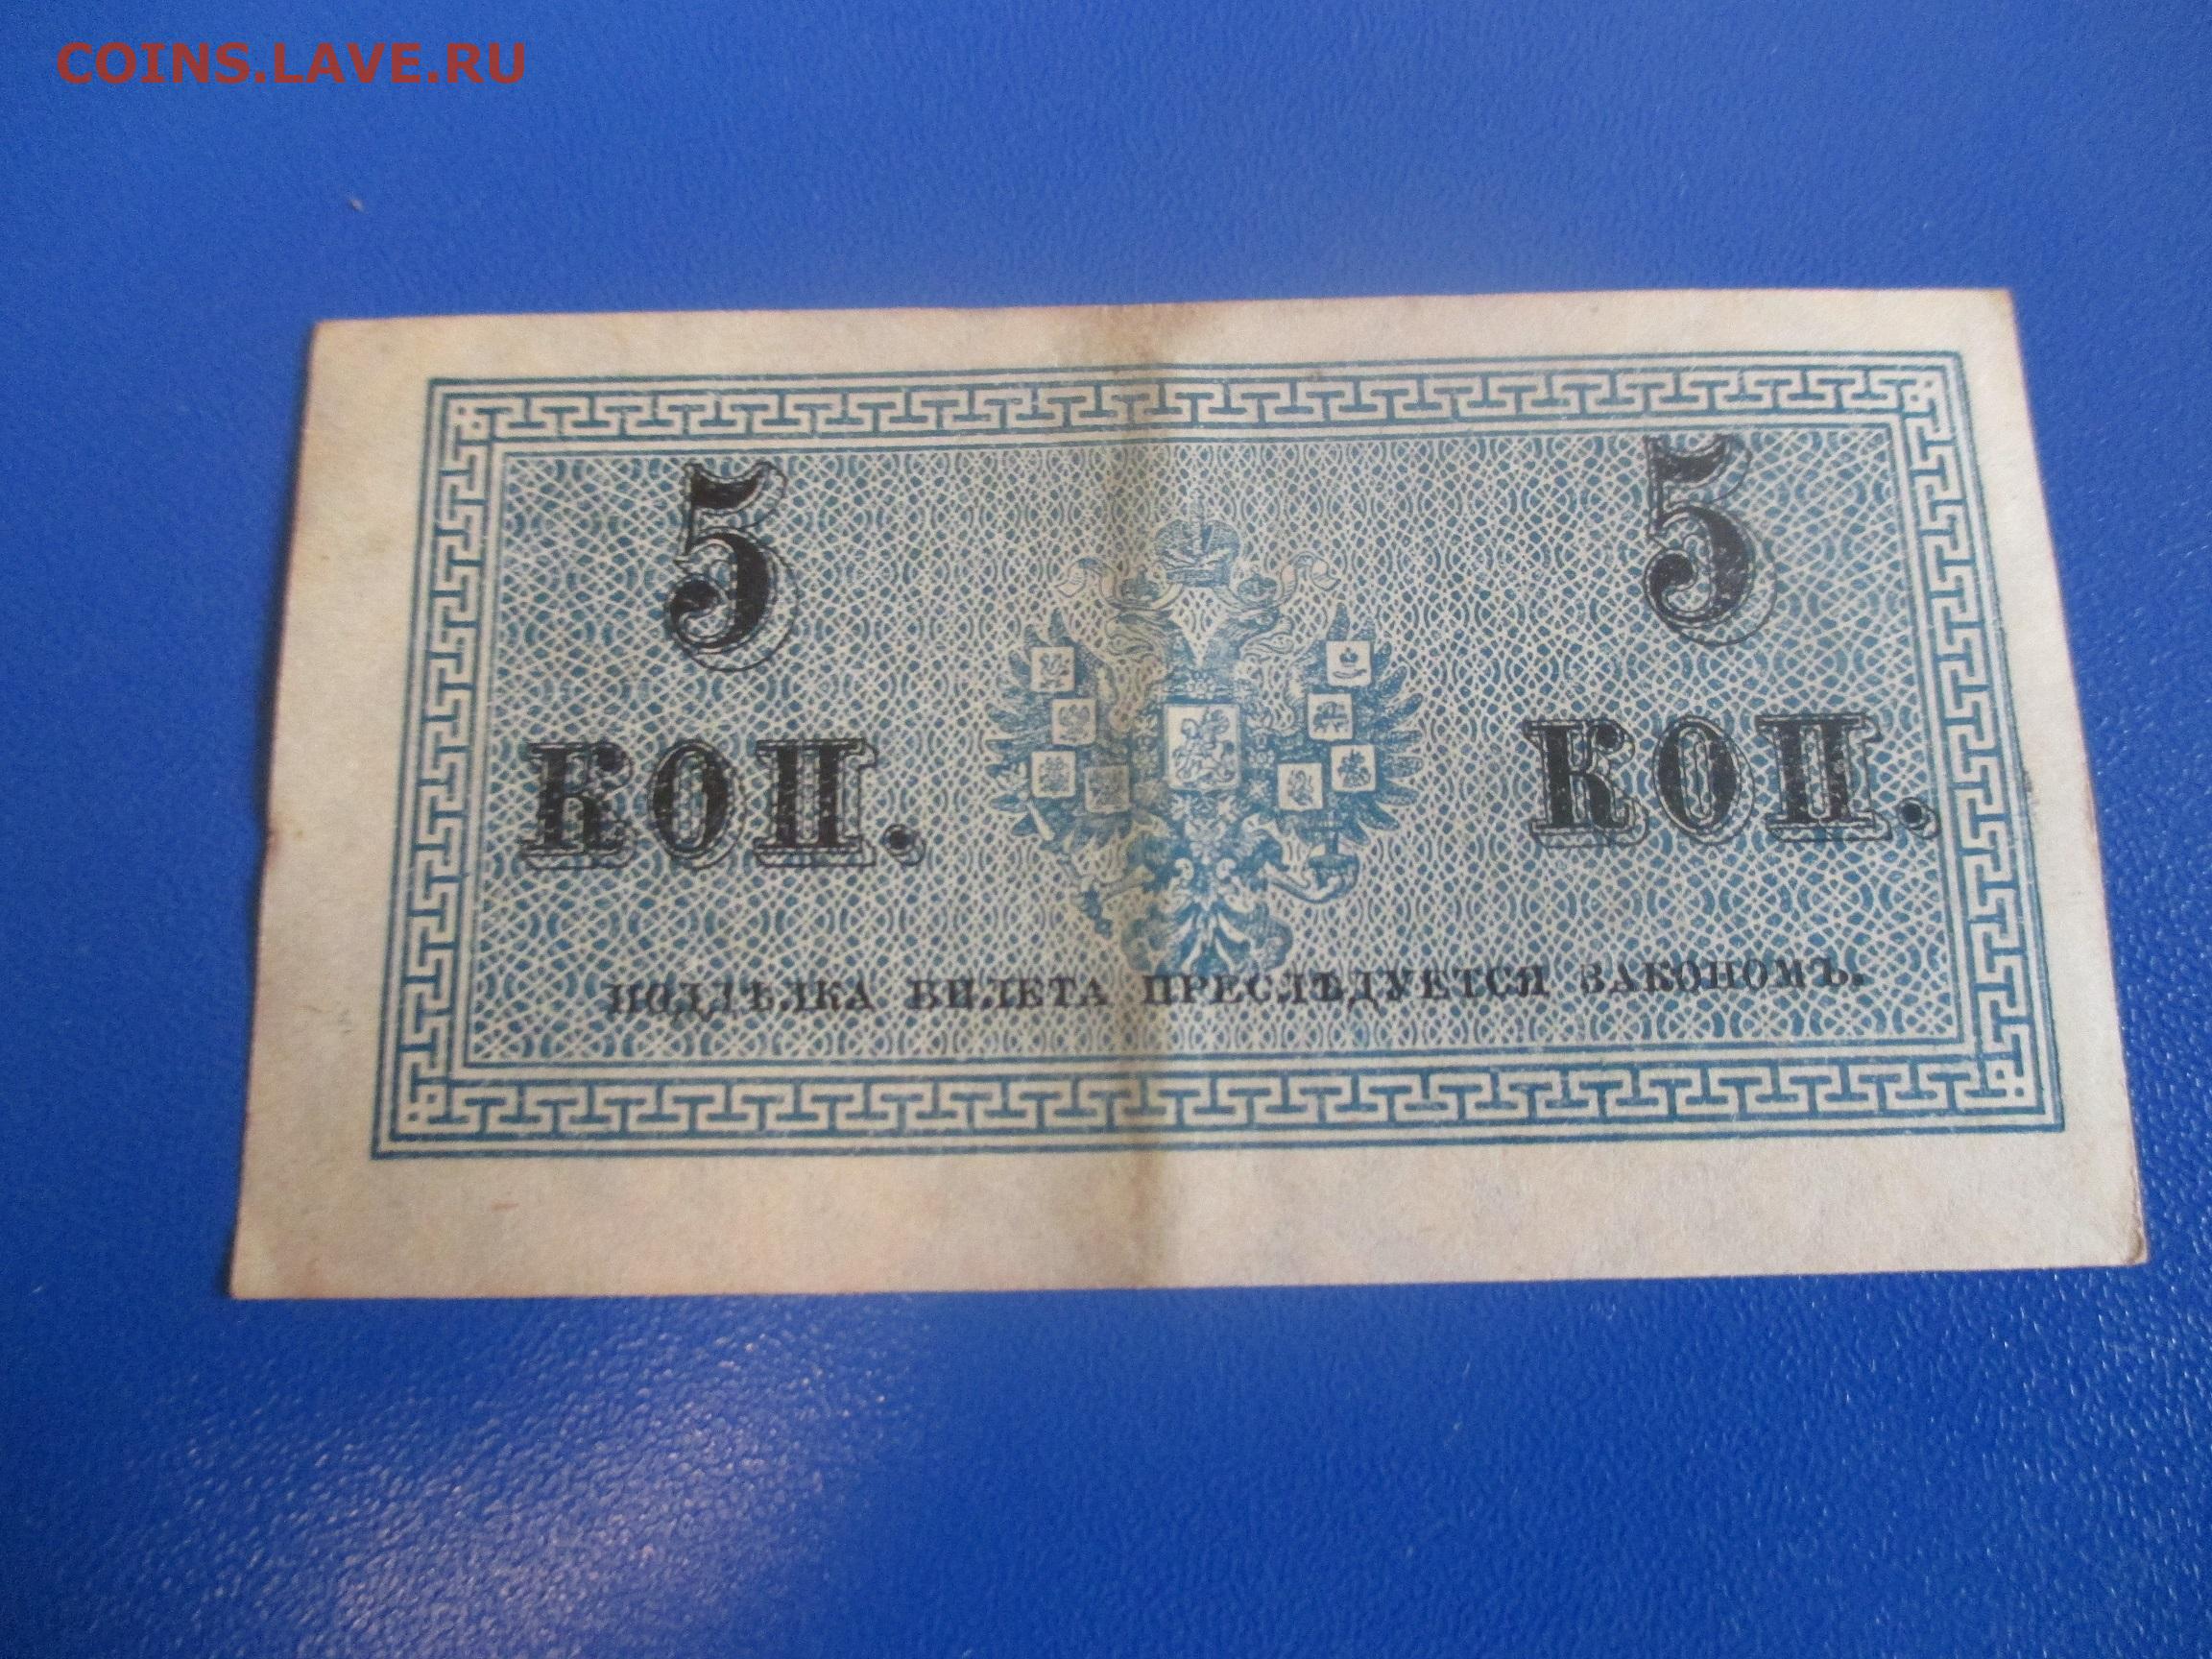 COINS.LAVE.RU
5 5
КОП. КОП.
ПОДДѢЛКА БИЛЕТА ПРЕСЛѢДУЕТСЯ ЗАКОНОМЪ.